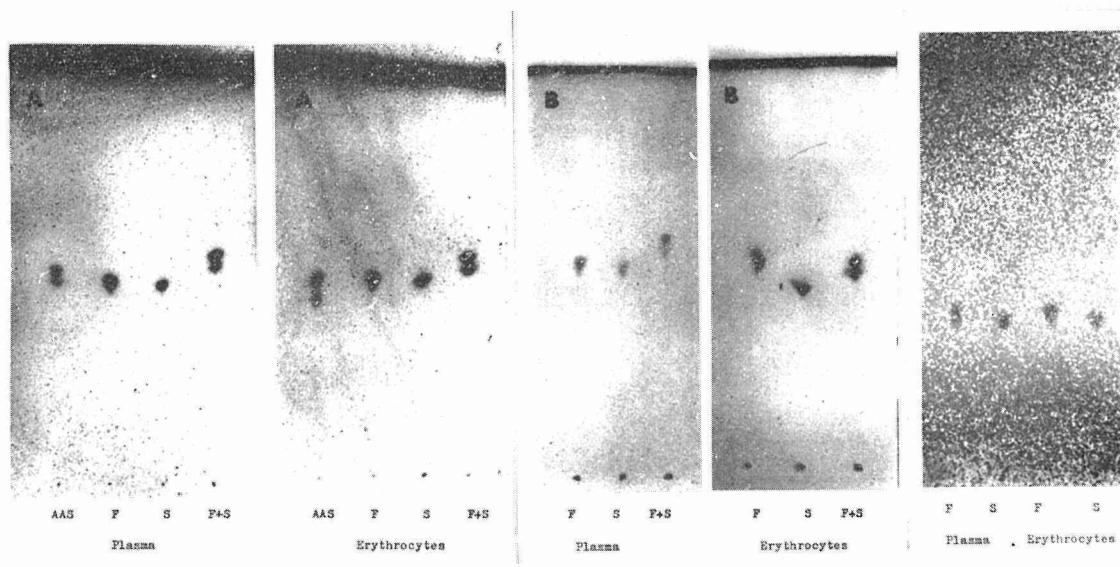 A
A
B
B
AAS F S F+S
AAS F S F+S
F S F+S
F S F+S
F S F S
Plasma
Erythrocytes
Plasma
Erythrocytes
Plasma . Erythrocytes